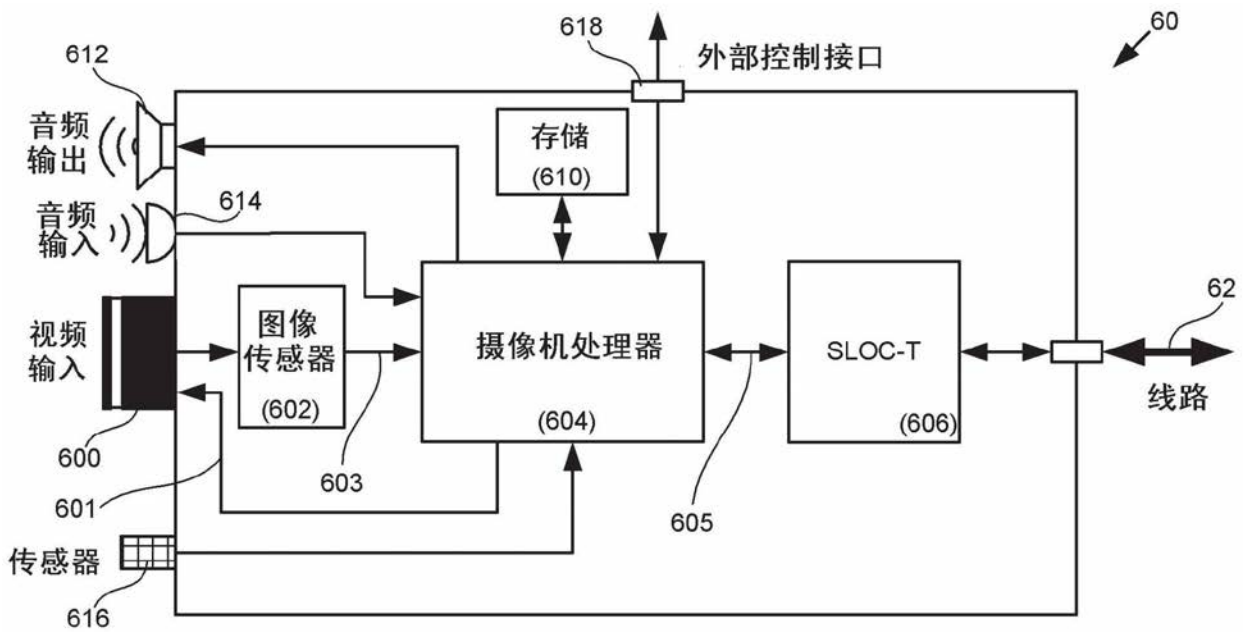 612
618
外部控制接口
60
音频
输出
存储
(610)
614
音频
输入
视频
输入
图像
传感器
(602)
摄像机处理器
(604)
SLOC-T
(606)
62
线路
600
601
603
605
传感器
616